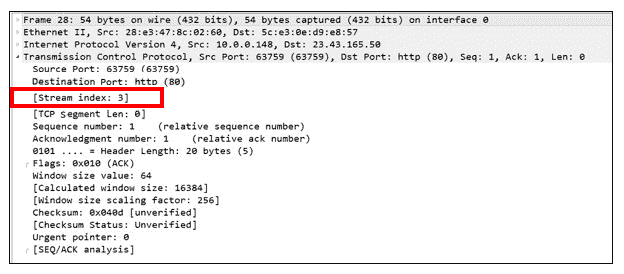 Frame 28: 54 bytes on wire (432 bits), 54 bytes captured (432 bits) on interface 0
Ethernet II, Src: 28:e3:47:8c:02:60, Dst: 5c:e3:0e:d9:e8:57
Internet Protocol Version 4, Src: 10.0.0.148, Dst: 23.43.165.50
Transmission Control Protocol, Src Port: 63759 (63759), Dst Port: http (80), Seq: 1, Ack: 1, Len: 0
Source Port: 63759 (63759)
Destination Port: http (80)
[Stream index: 3]
[TCP Segment Len: 0]
Sequence number: 1    (relative sequence number)
Acknowledgment number: 1    (relative ack number)
0101 .... = Header Length: 20 bytes (5)
Flags: 0x010 (ACK)
Window size value: 64
[Calculated window size: 16384]
[Window size scaling factor: 256]
Checksum: 0x040d [unverified]
[Checksum Status: Unverified]
Urgent pointer: 0
[SEQ/ACK analysis]